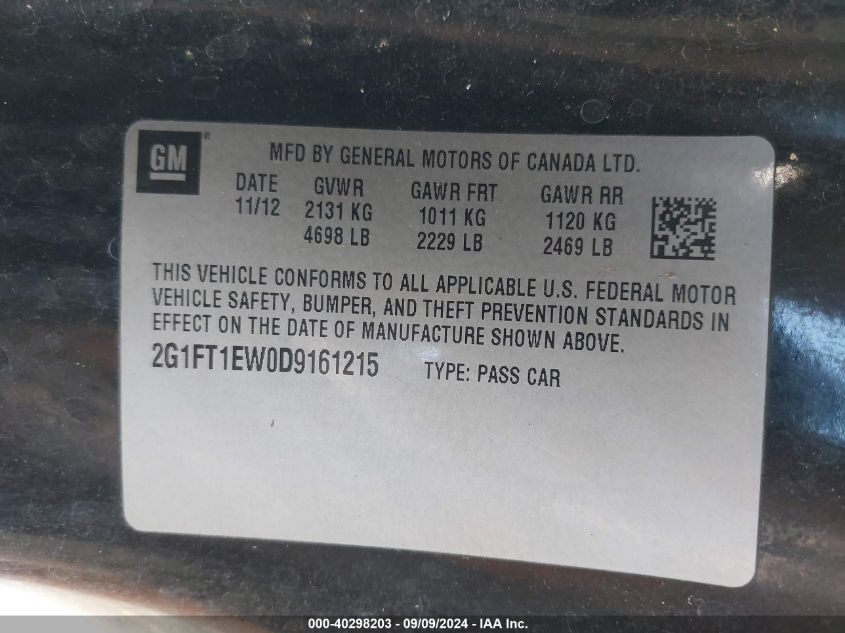 GM
MFD BY GENERAL MOTORS OF CANADA LTD.
DATE GVWR GAWR FRT GAWR RR
11/12 2131 KG 1011 KG 1120 KG
4698 LB 2229 LB 2469 LB
THIS VEHICLE CONFORMS TO ALL APPLICABLE U.S. FEDERAL MOTOR
VEHICLE SAFETY, BUMPER, AND THEFT PREVENTION STANDARDS IN
EFFECT ON THE DATE OF MANUFACTURE SHOWN ABOVE.
2G1FT1EW0D9161215 TYPE: PASS CAR
000-40298203 - 09/09/2024 - IAA Inc.